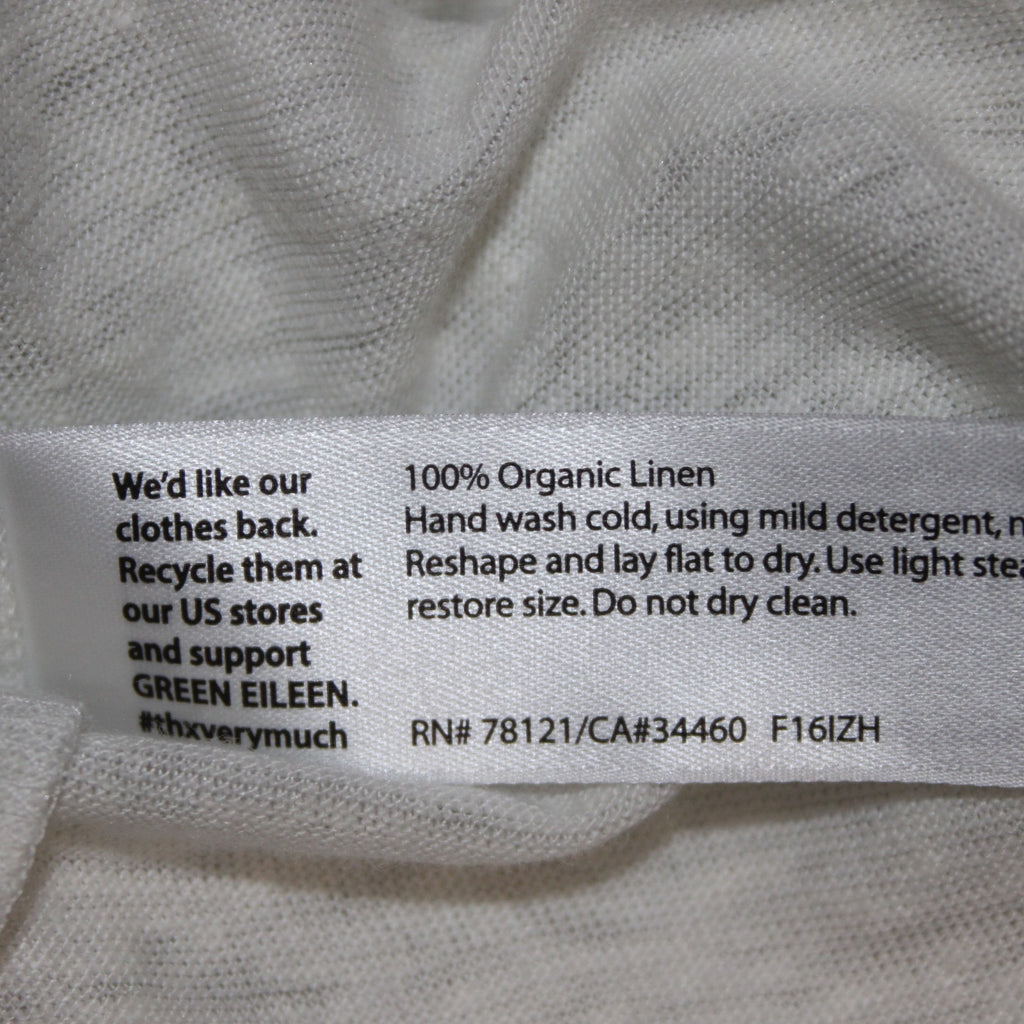 We'd like our
clothes back.
Recycle them at
our US stores
and support
GREEN EILEEN.
#thxverymuch
100% Organic Linen
Hand wash cold, using mild detergent,
Reshape and lay flat to dry. Use light
restore size. Do not dry clean.
RN# 78121/CA#34460 F16IZH